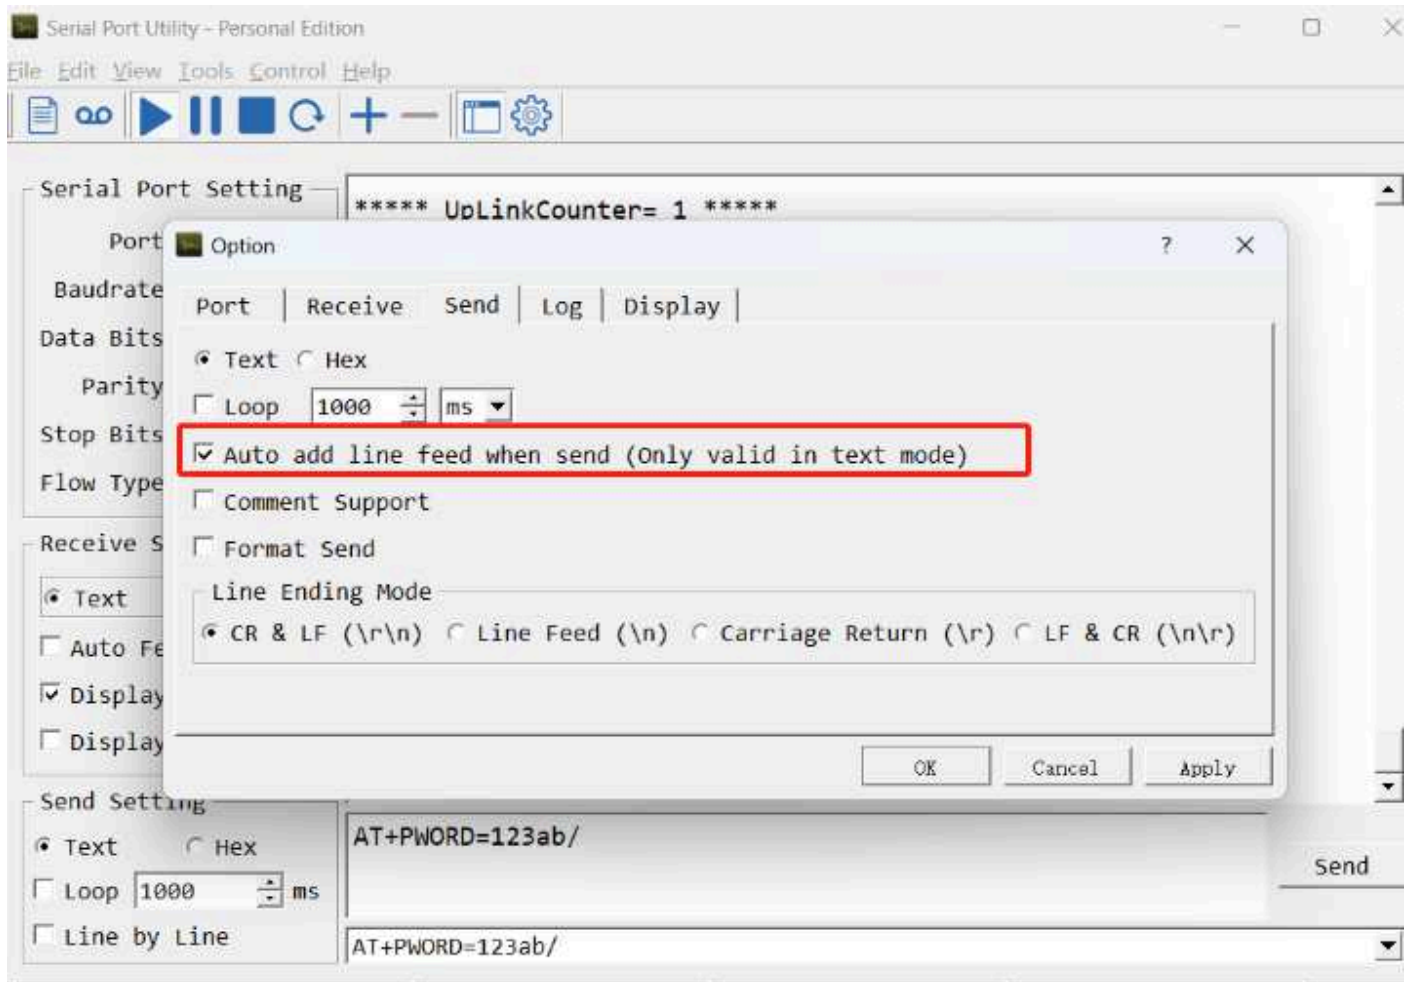 Serial Port Utility - Personal Edition
File Edit View Tools Control Help
Serial Port Setting
***** UpLinkCounter= 1 *****
Port
Option
?
Baudrate
Port Receive Send Log Display
Data Bits
Text Hex
Parity
Loop 1000 ms
Stop Bits
Auto add line feed when send (Only valid in text mode)
Flow Type
Comment Support
Receive S
Format Send
Line Ending Mode
Text
CR & LF (\r\n) Line Feed (\n) Carriage Return (\r) LF & CR (\n\r)
Auto Fe
Display
Display
OK Cancel Apply
Send Setting
AT+PWORD=123ab/
Text Hex
Send
Loop 1000 ms
Line by Line
AT+PWORD=123ab/